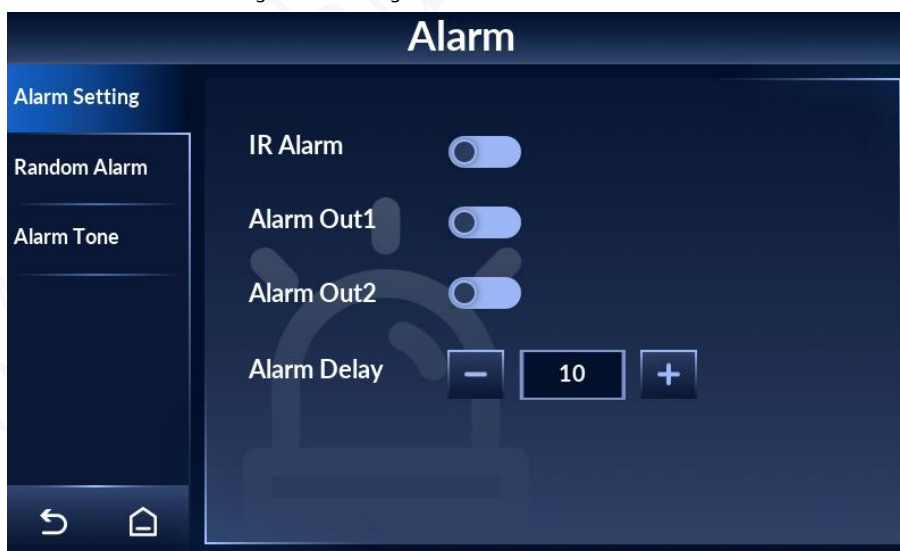 Alarm
Alarm Setting
Random Alarm
Alarm Tone
IR Alarm
Alarm Out1
Alarm Out2
Alarm Delay
− 10 +